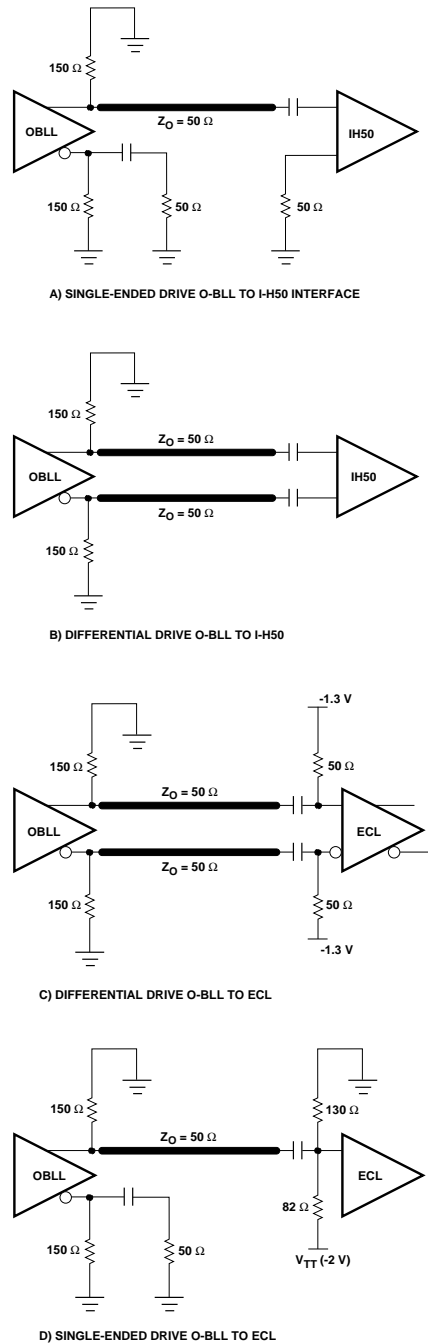 150 Ω
OBLL
Z_O = 50 Ω
IH50
150 Ω
50 Ω
50 Ω
A) SINGLE-ENDED DRIVE O-BLL TO I-H50 INTERFACE
150 Ω
Z_O = 50 Ω
OBLL
IH50
Z_O = 50 Ω
150 Ω
B) DIFFERENTIAL DRIVE O-BLL TO I-H50
-1.3 V
150 Ω
50 Ω
Z_O = 50 Ω
OBLL
ECL
Z_O = 50 Ω
150 Ω
50 Ω
-1.3 V
C) DIFFERENTIAL DRIVE O-BLL TO ECL
150 Ω
130 Ω
Z_O = 50 Ω
OBLL
ECL
82 Ω
150 Ω
50 Ω
V_TT (-2 V)
D) SINGLE-ENDED DRIVE O-BLL TO ECL